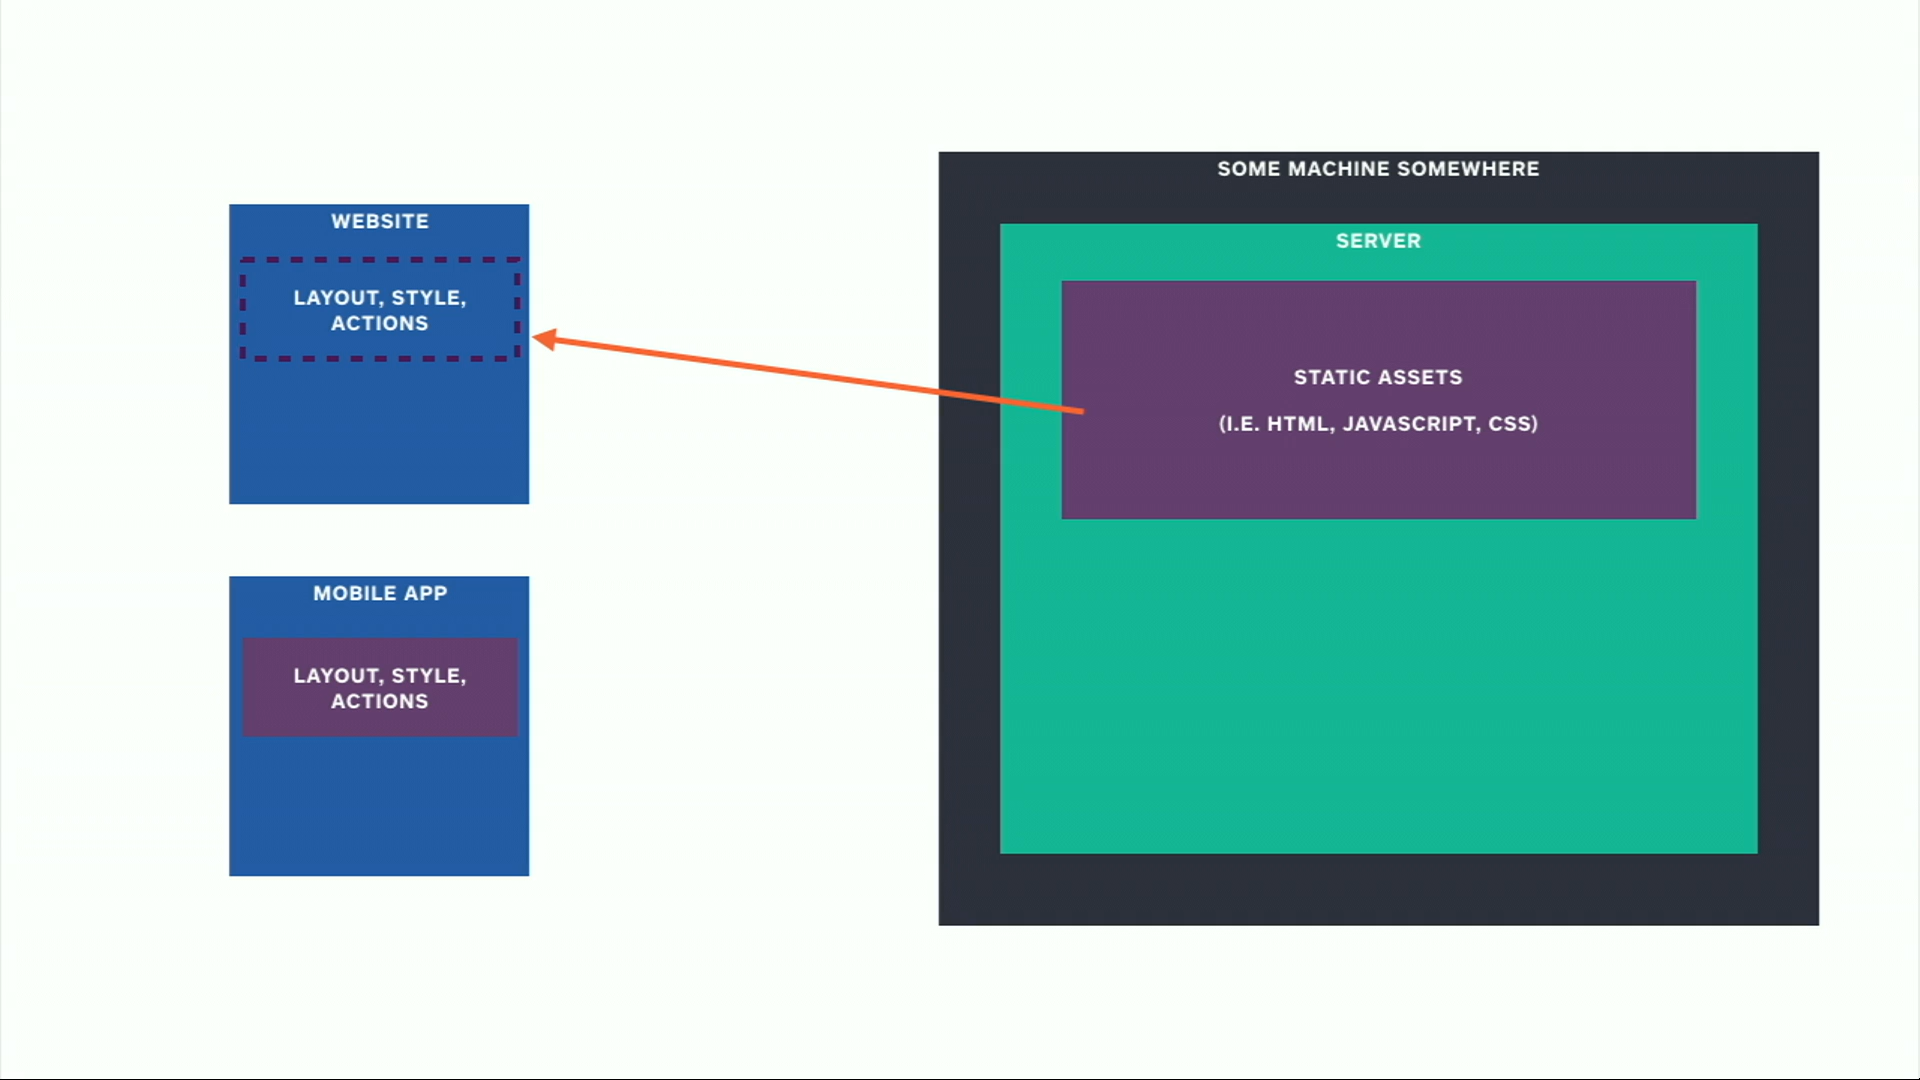 SOME MACHINE SOMEWHERE
WEBSITE
SERVER
LAYOUT, STYLE,
ACTIONS
STATIC ASSETS
(I.E. HTML, JAVASCRIPT, CSS)
MOBILE APP
LAYOUT, STYLE,
ACTIONS